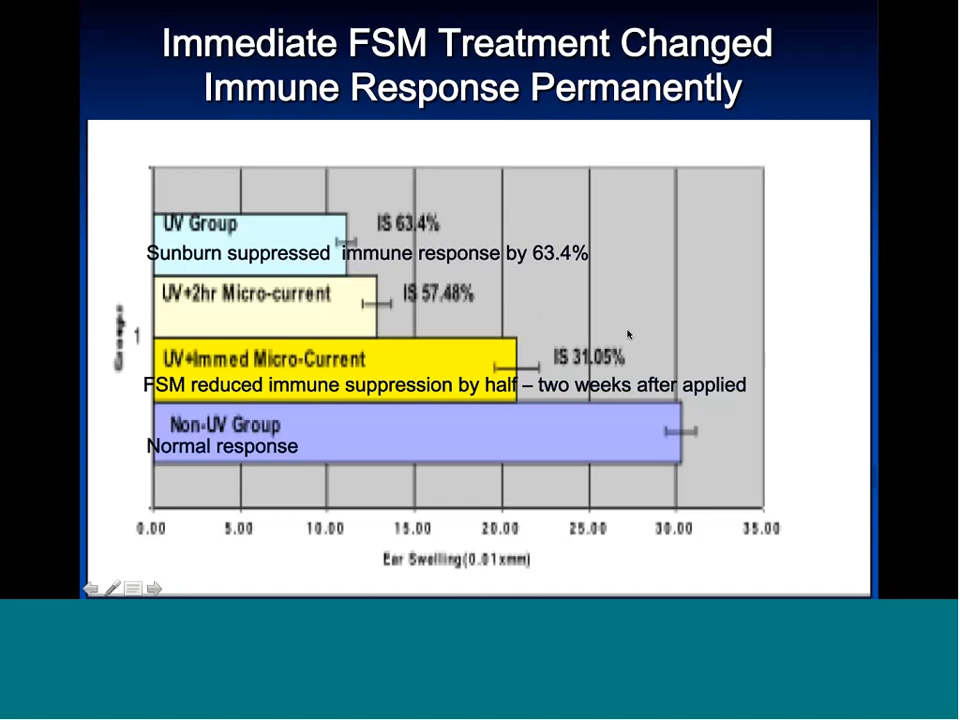 Immediate FSM Treatment Changed
Immune Response Permanently
UV Group
IS 63.4%
Sunburn suppressed immune response by 63.4%
UV+2hr Micro-current
IS 57.48%
Groups
1
UV+Immed Micro-Current
IS 31.05%
FSM reduced immune suppression by half – two weeks after applied
Non-UV Group
Normal response
0.00 5.00 10.00 15.00 20.00 25.00 30.00 35.00
Ear Swelling(0.01xmm)